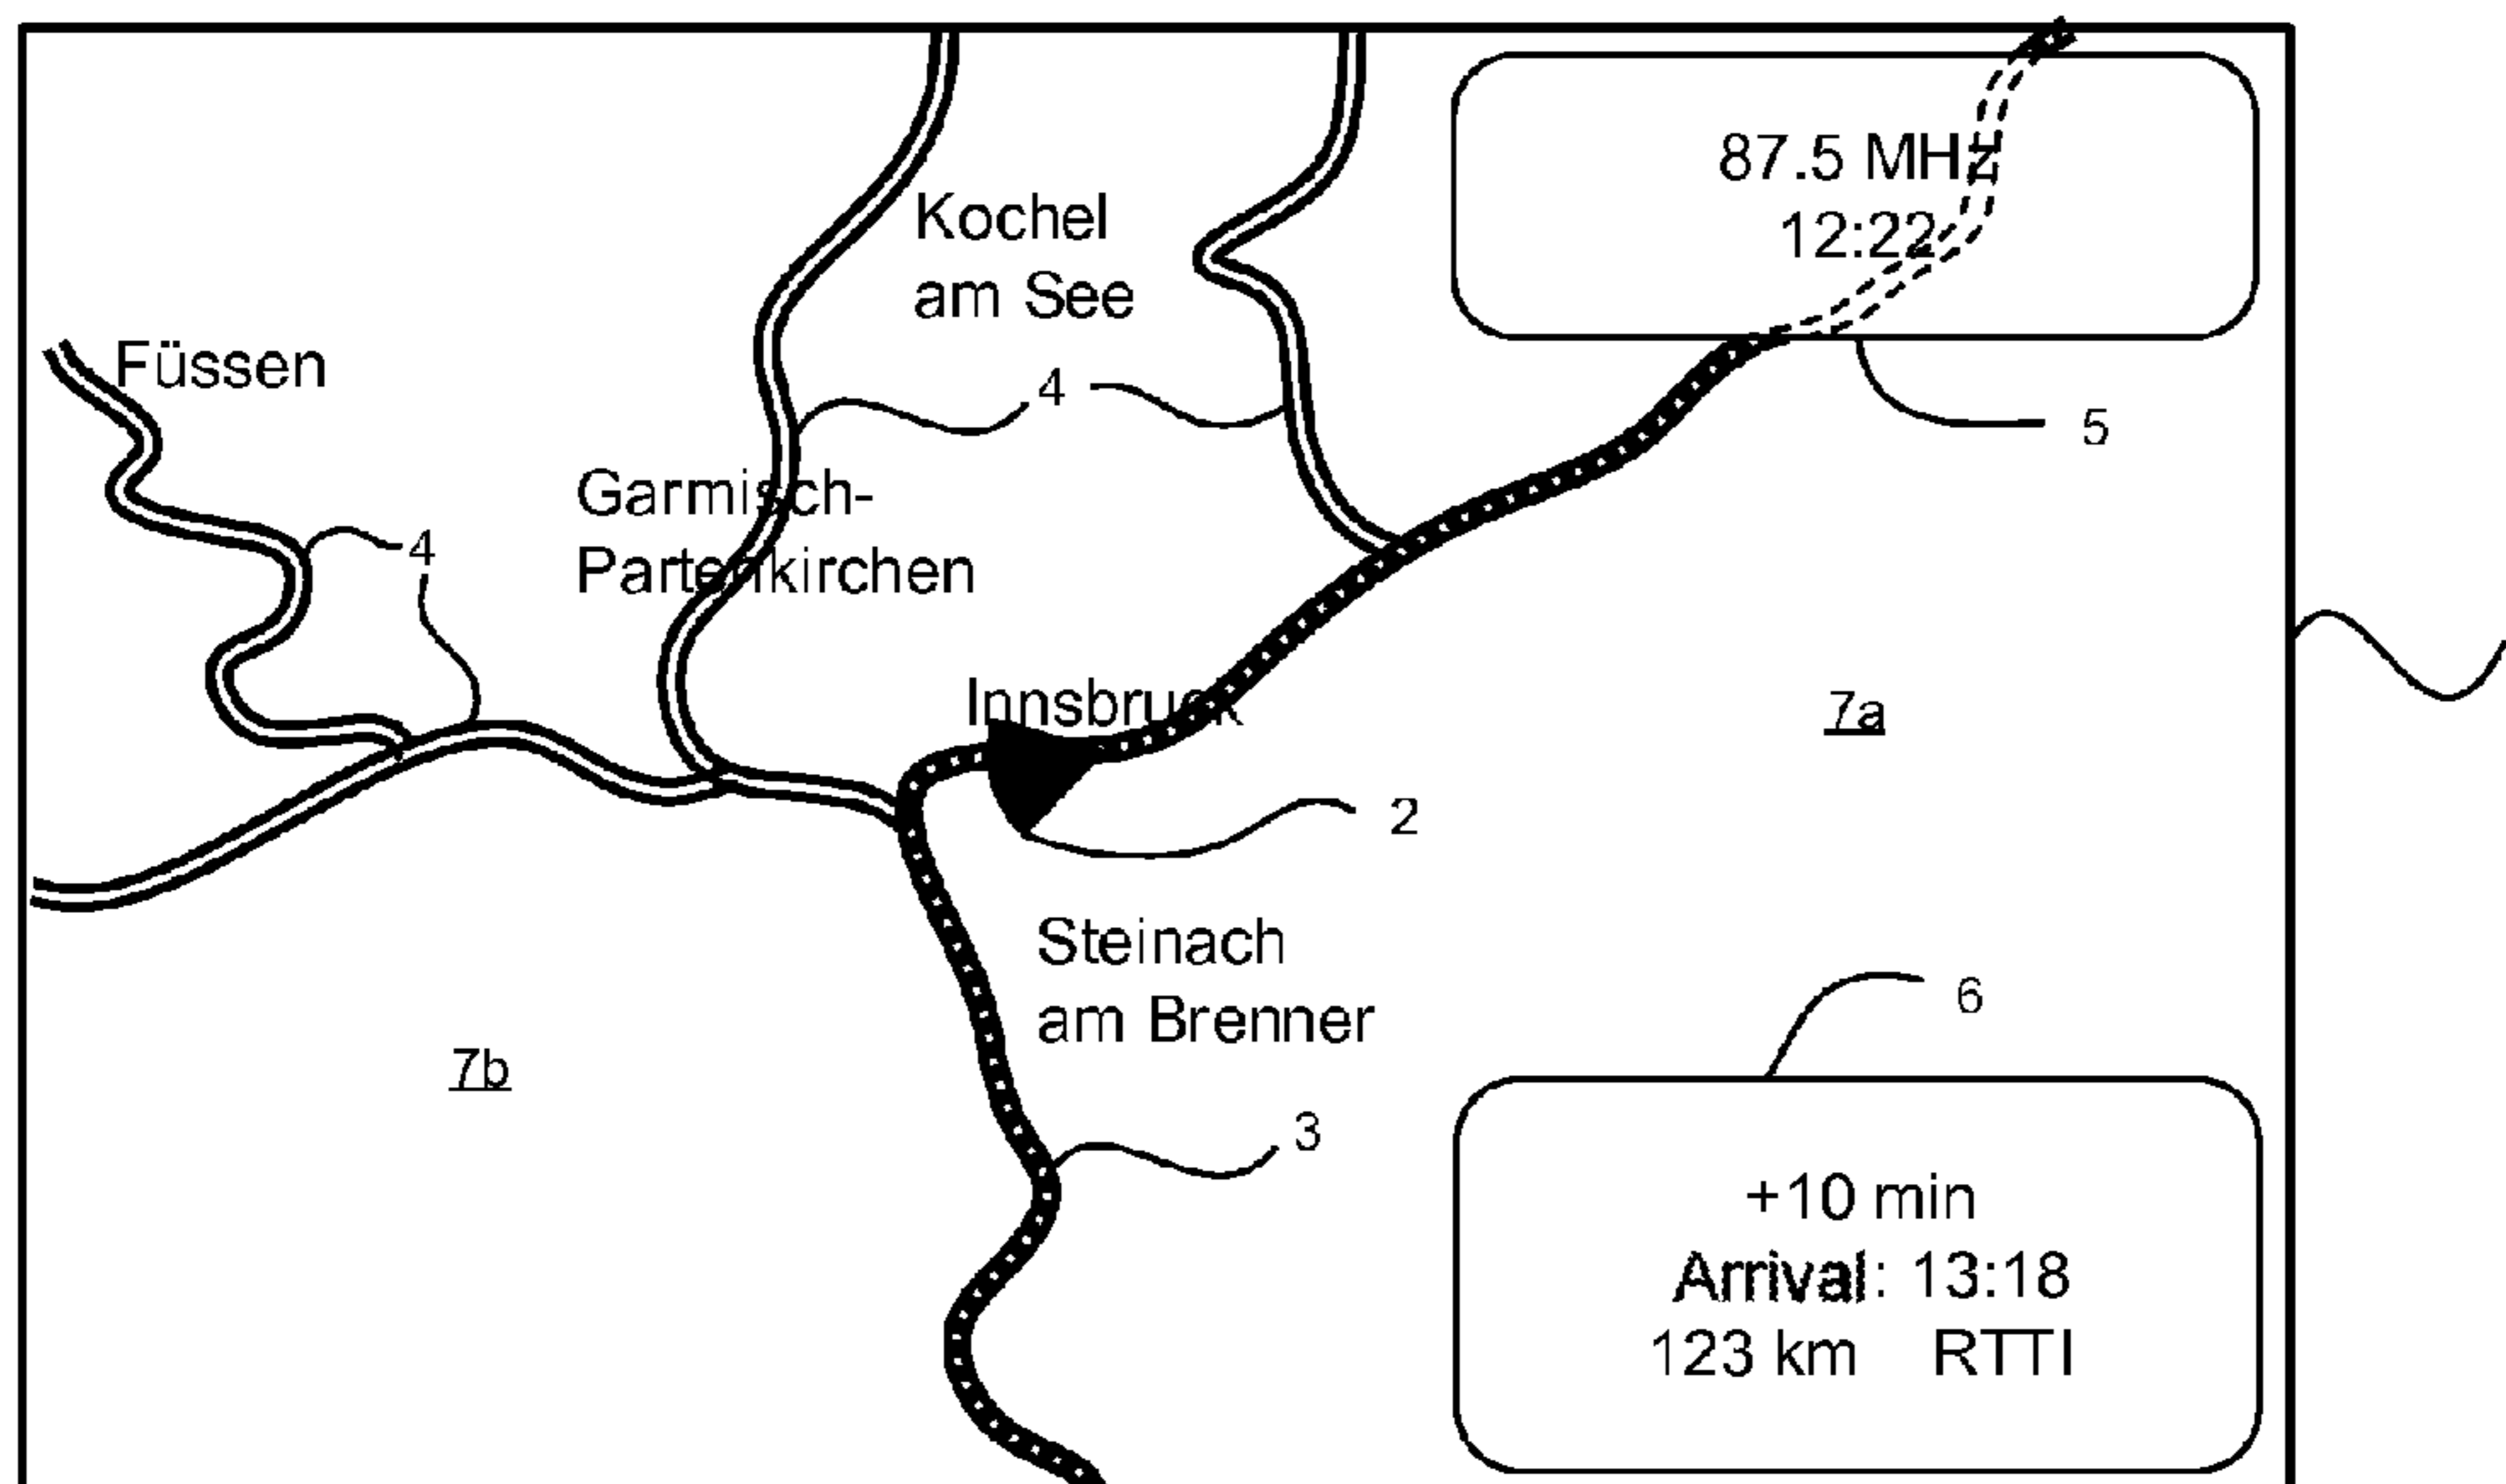 87.5 MHz
12:22
Kochel
am See
Füssen
4
5
Garmisch-
Partenkirchen
4
Innsbruck
7a
2
Steinach
am Brenner
6
7b
3
+10 min
Arrival: 13:18
123 km RTTI